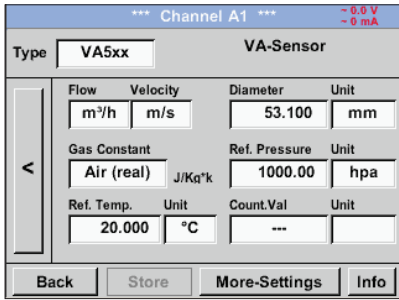 *** Channel A1 ***
~ 0.0 V
~ 0 mA
Type VA5xx VA-Sensor
Flow Velocity Diameter Unit
m³/h m/s 53.100 mm
Gas Constant Ref. Pressure Unit
< Air (real) J/Kg*k 1000.00 hpa
Ref. Temp. Unit Count.Val Unit
20.000 °C ---
Back Store More-Settings Info